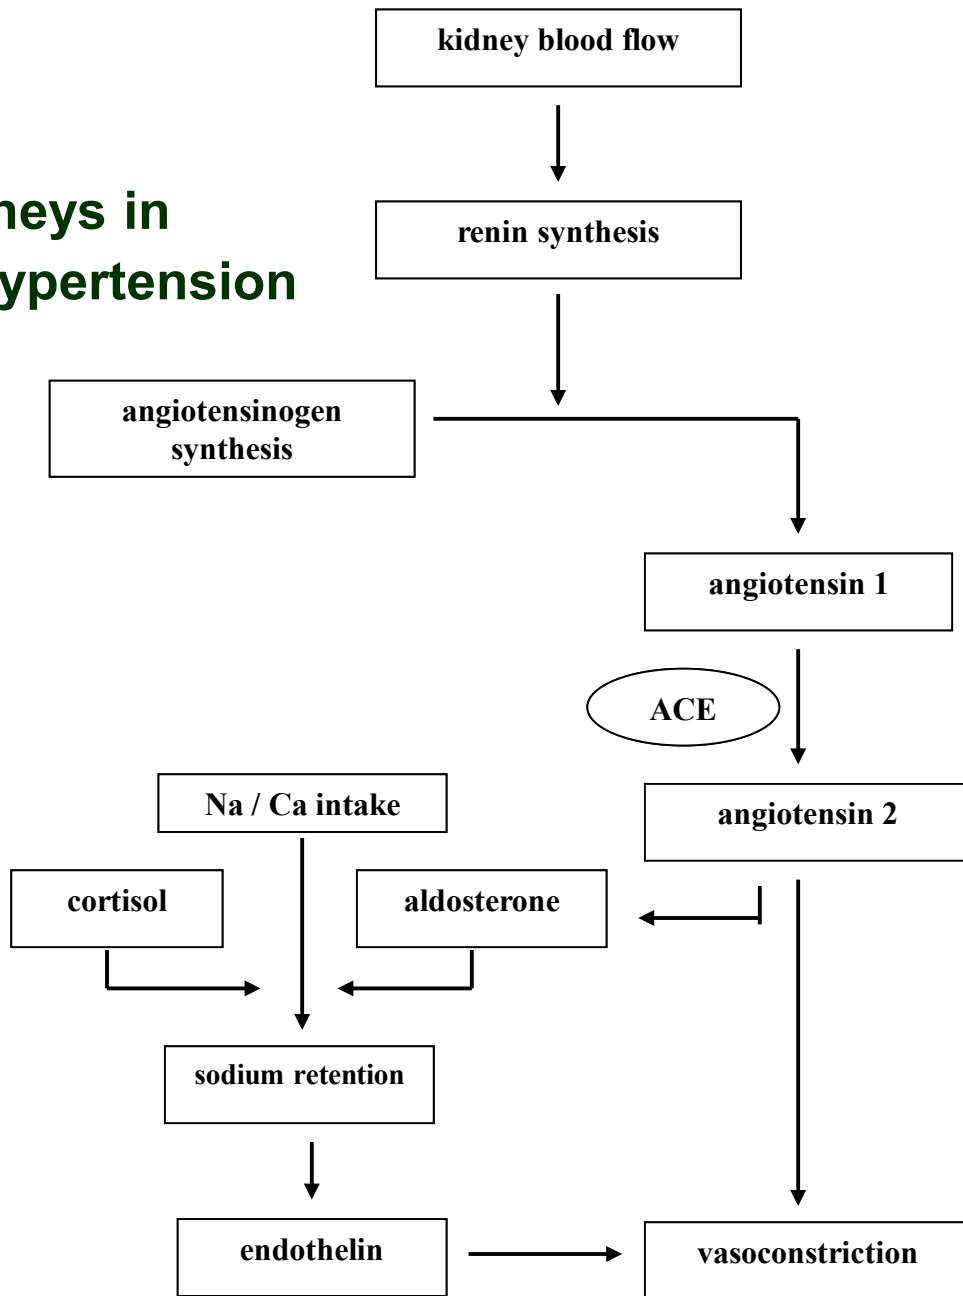 kidney blood flow
neys in
ypertension
renin synthesis
angiotensinogen
synthesis
angiotensin 1
ACE
Na / Ca intake
angiotensin 2
cortisol
aldosterone
sodium retention
endothelin
vasoconstriction